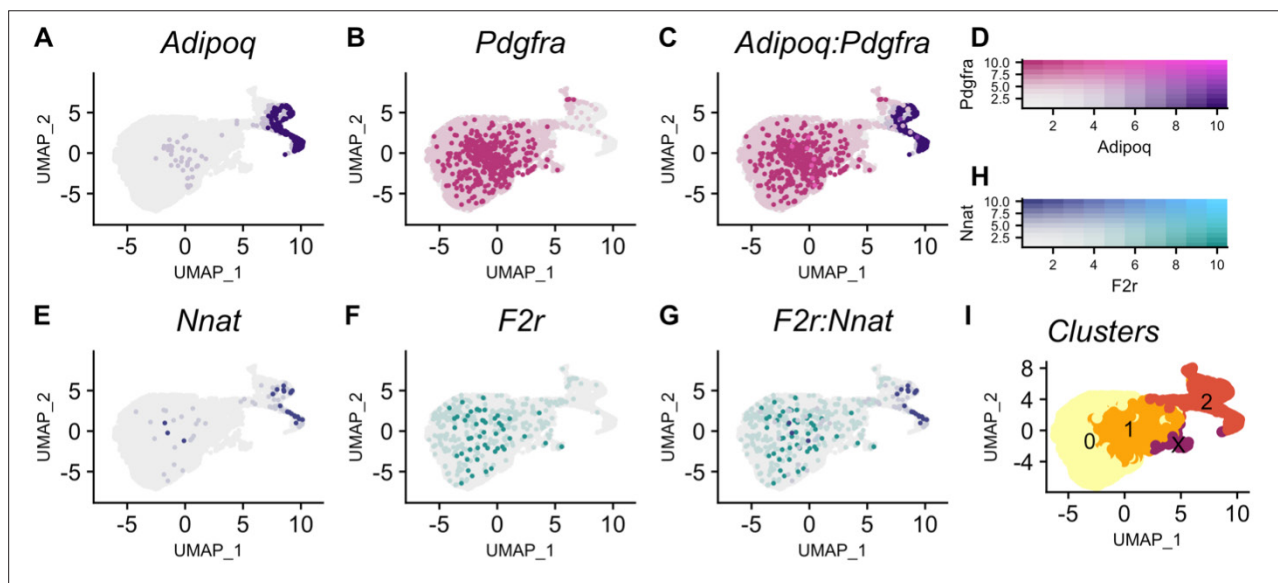 A
Adipoq
UMAP_2
5
0
-5
-5
0
5
10
UMAP_1
B
Pdgfra
UMAP_2
5
0
-5
-5
0
5
10
UMAP_1
C
Adipoq:Pdgfra
UMAP_2
5
0
-5
-5
0
5
10
UMAP_1
D
Pdgfra
10.0
7.5
5.0
2.5
2
4
6
8
10
Adipoq
H
Nnat
10.0
7.5
5.0
2.5
2
4
6
8
10
F2r
E
Nnat
UMAP_2
5
0
-5
-5
0
5
10
UMAP_1
F
F2r
UMAP_2
5
0
-5
-5
0
5
10
UMAP_1
G
F2r:Nnat
UMAP_2
5
0
-5
-5
0
5
10
UMAP_1
I
Clusters
UMAP_2
8
4
0
-4
0
1
2
X
-5
0
5
10
UMAP_1